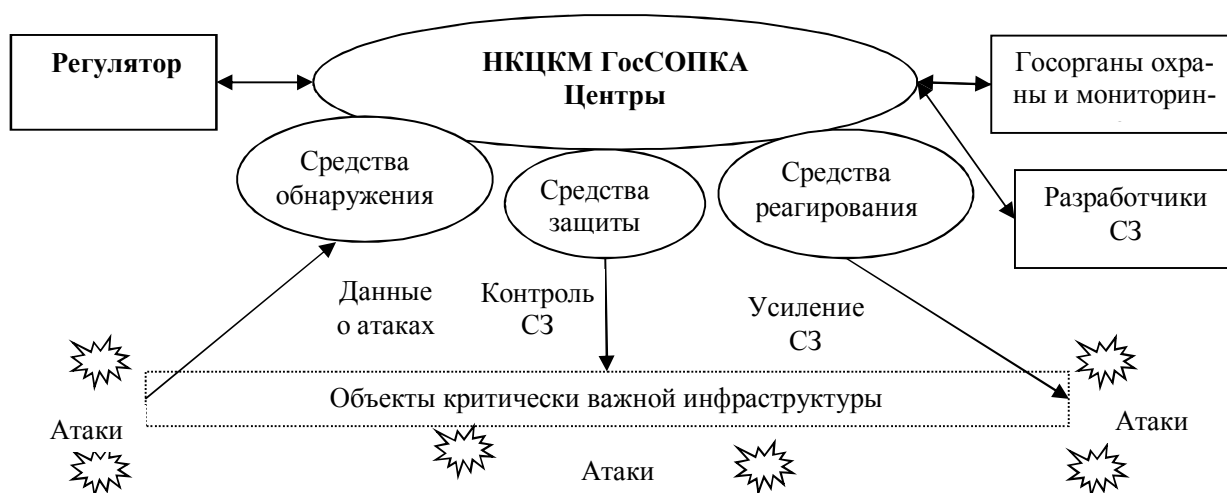 Регулятор
НКЦКМ ГосСОПКА
Центры
Госорганы охра-
ны и мониторин-
Средства
обнаружения
Средства
защиты
Средства
реагирования
Разработчики
СЗ
Данные
о атаках
Контроль
СЗ
Усиление
СЗ
Объекты критически важной инфраструктуры
Атаки
Атаки
Атаки